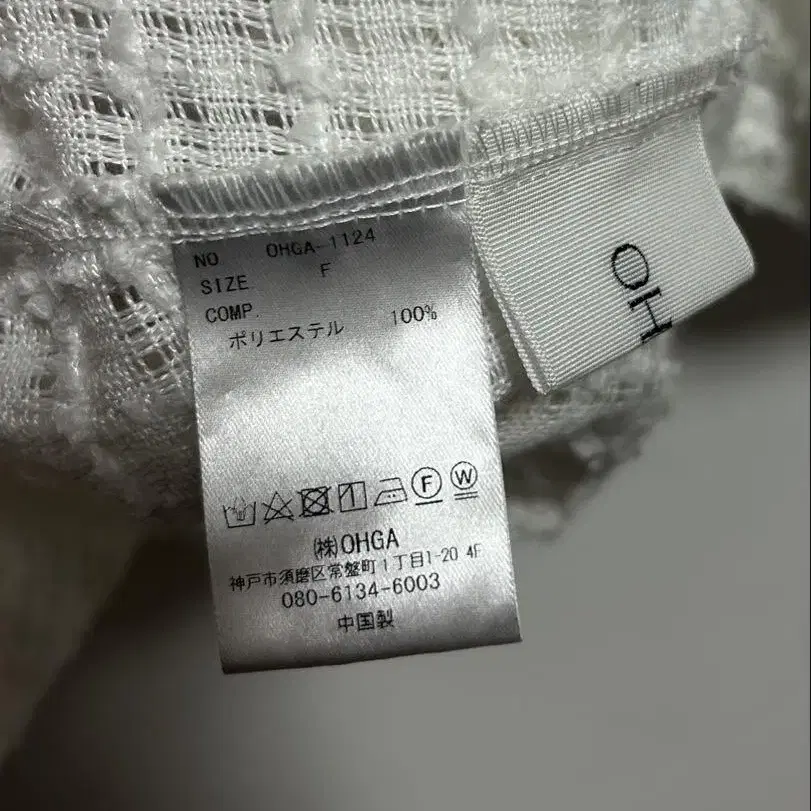 NO OHGA-1124
SIZE F
COMP.
ポリエステル 100%
F W
(株)OHGA
神戸市須磨区常盤町1丁目1-20 4F
080-6134-6003
中国製
OH